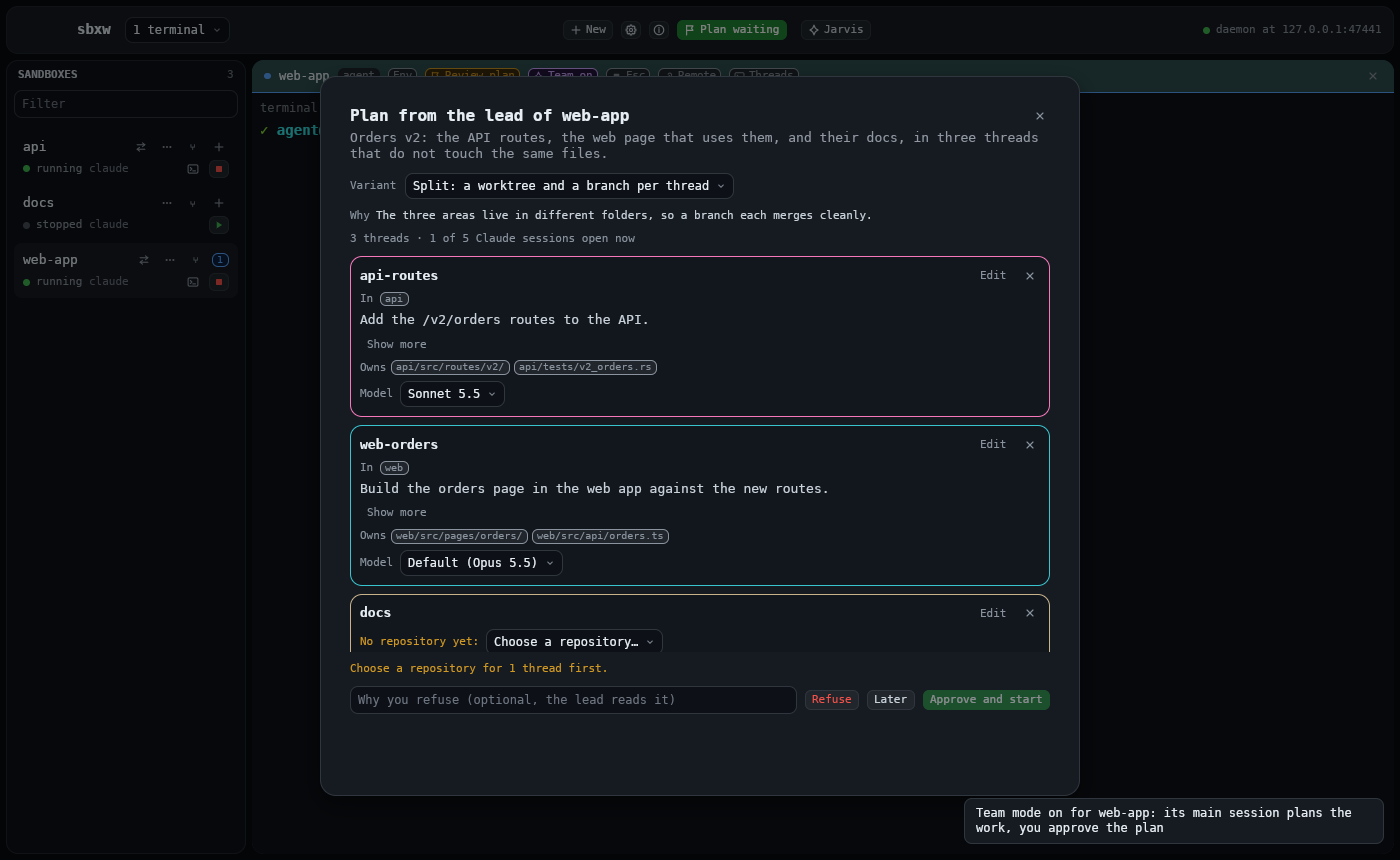 sbxw
1 terminal
New
Plan waiting
Jarvis
daemon at 127.0.0.1:47441
SANDBOXES 3
Filter
api
running claude
docs
stopped claude
web-app 1
running claude
web-app agent Env Review plan Team on Esc Remote Threads
terminal
✓ agent
Plan from the lead of web-app
Orders v2: the API routes, the web page that uses them, and their docs, in three threads
that do not touch the same files.
Variant Split: a worktree and a branch per thread
Why The three areas live in different folders, so a branch each merges cleanly.
3 threads · 1 of 5 Claude sessions open now
api-routes Edit
In api
Add the /v2/orders routes to the API.
Show more
Owns api/src/routes/v2/ api/tests/v2_orders.rs
Model Sonnet 5.5
web-orders Edit
In web
Build the orders page in the web app against the new routes.
Show more
Owns web/src/pages/orders/ web/src/api/orders.ts
Model Default (Opus 5.5)
docs Edit
No repository yet: Choose a repository…
Choose a repository for 1 thread first.
Why you refuse (optional, the lead reads it) Refuse Later Approve and start
Team mode on for web-app: its main session plans the
work, you approve the plan